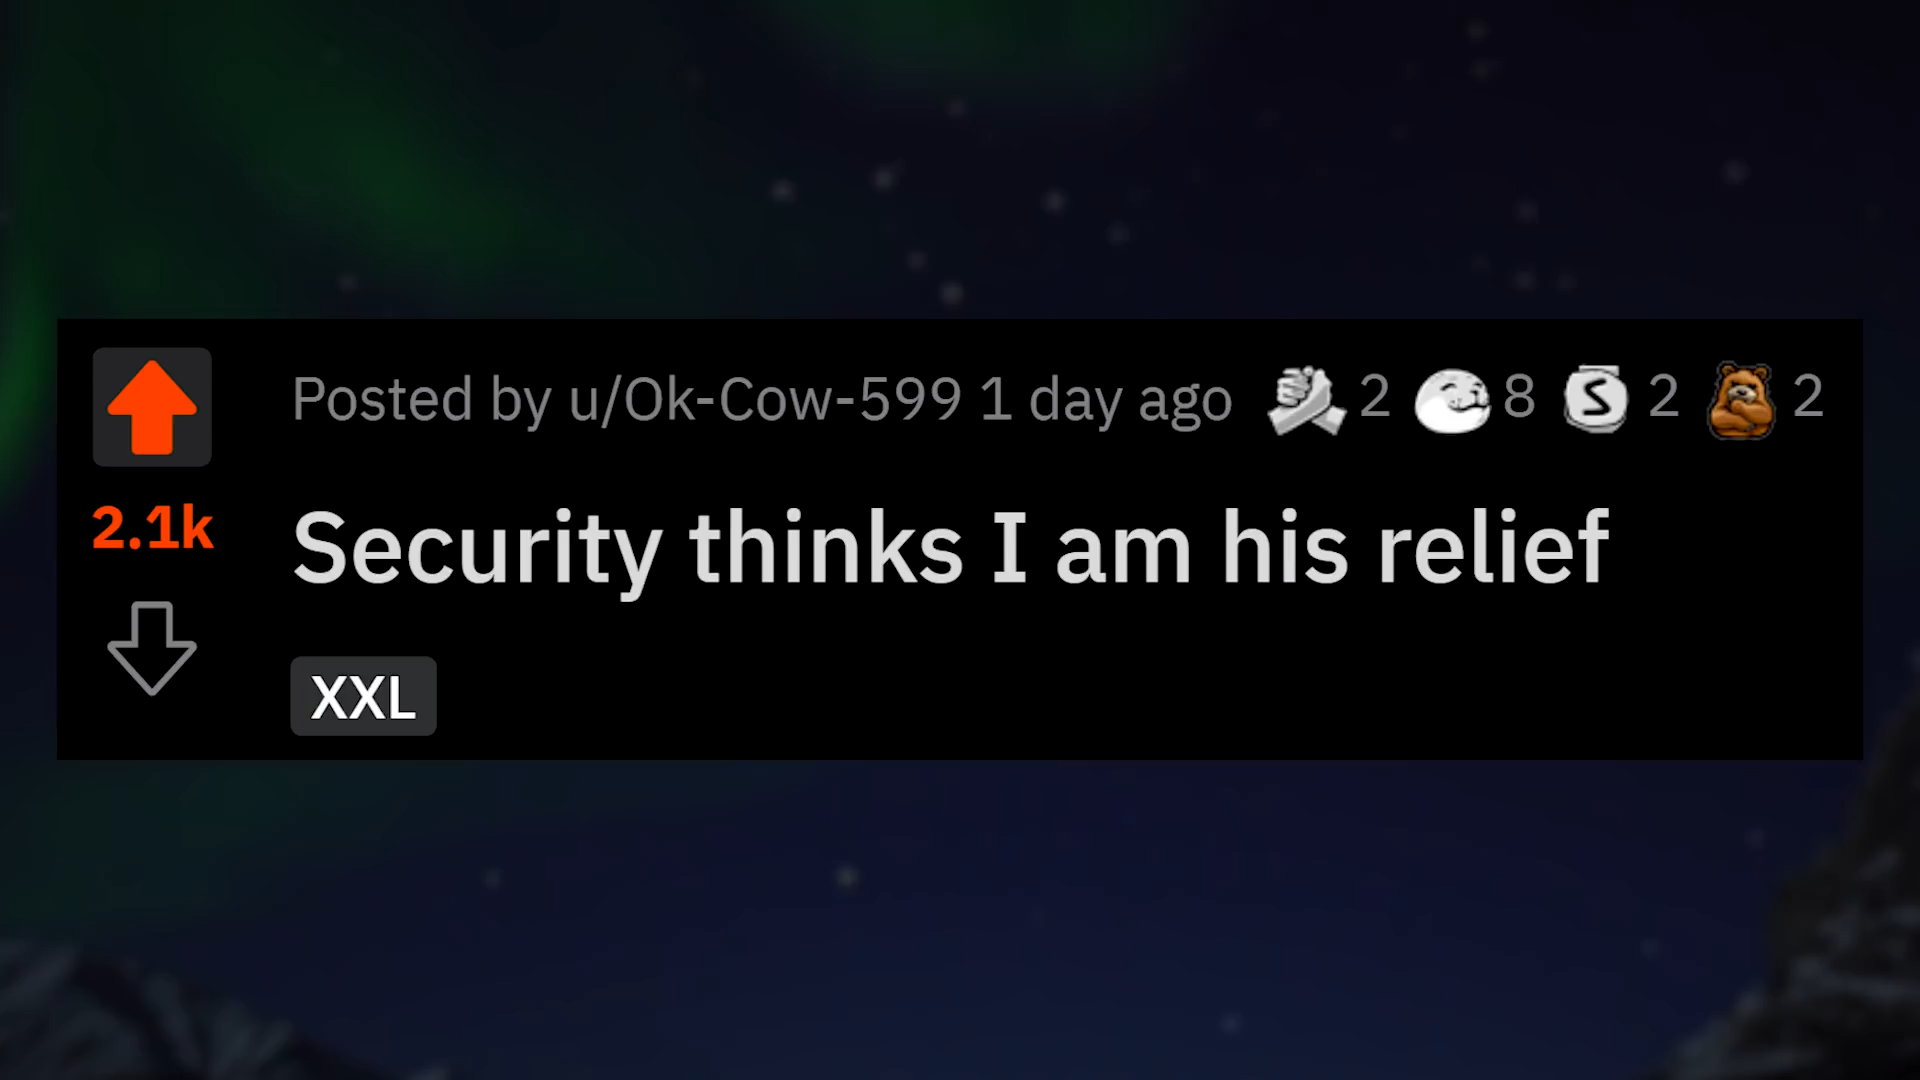 Posted by u/Ok-Cow-599 1 day ago 2 8 S 2 2
2.1k
Security thinks I am his relief
XXL